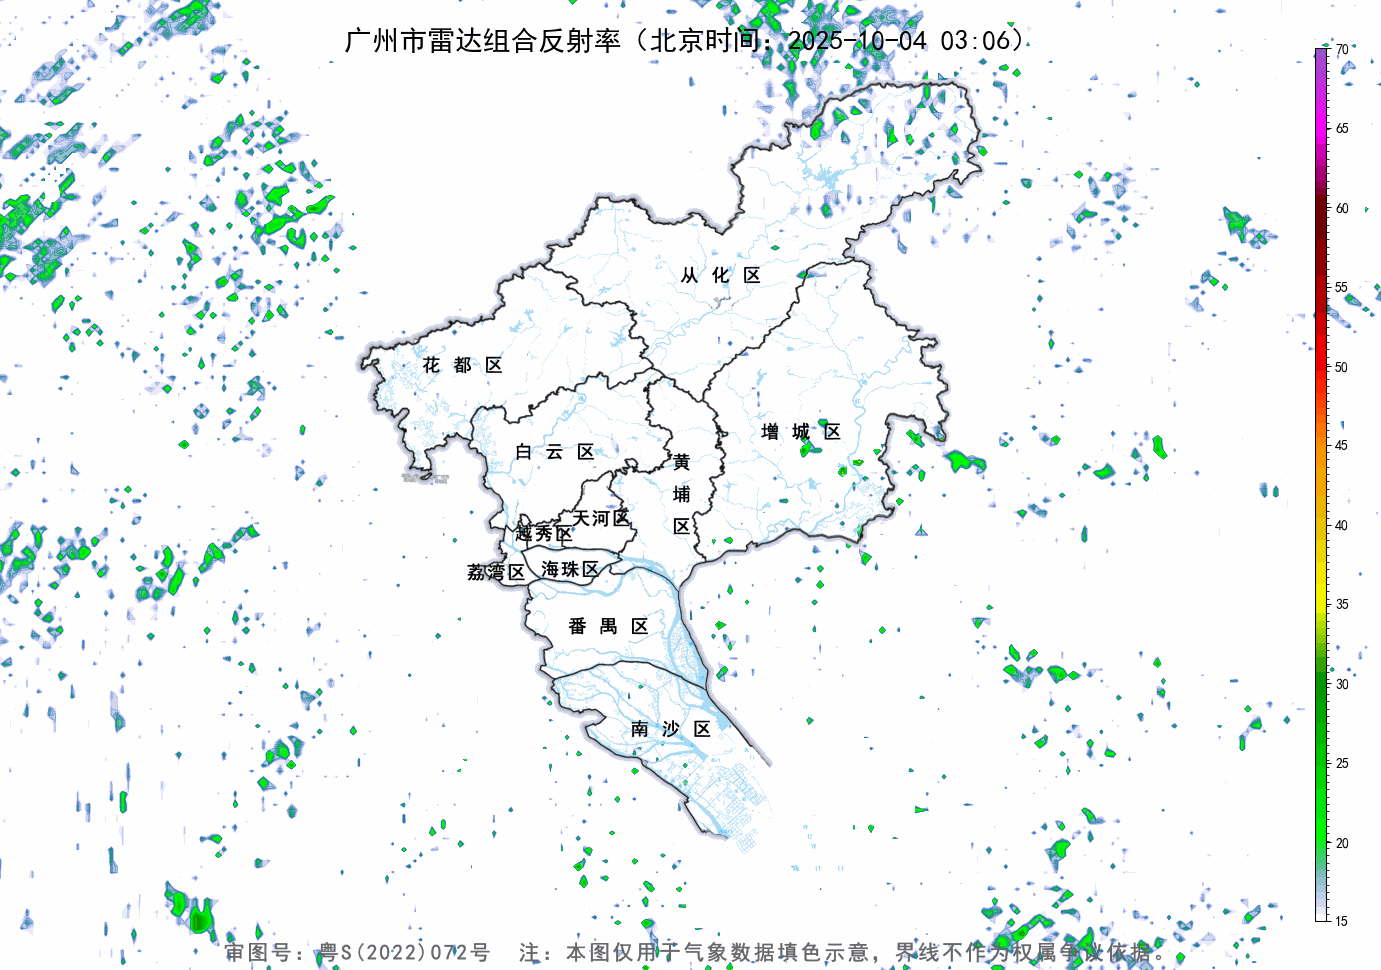 广州市雷达组合反射率（北京时间：2025-10-04 03:06）
70
65
60
55
50
45
40
35
30
25
20
15
从化区
花都区
增城区
白云区
黄埔区
天河区
越秀区
荔湾区
海珠区
番禺区
南沙区
审图号：粤S(2022)072号 注：本图仅用于气象数据填色示意，界线不作为权属争议依据。